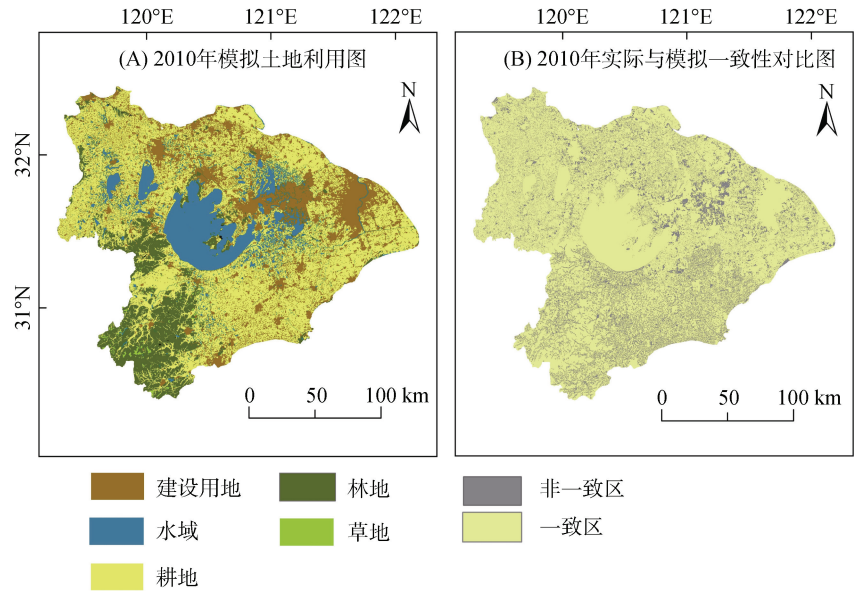 120°E 121°E 122°E
120°E 121°E 122°E
(A) 2010年模拟土地利用图
(B) 2010年实际与模拟一致性对比图
N
N
32°N
31°N
0 50 100 km
0 50 100 km
建设用地
林地
非一致区
水域
草地
一致区
耕地